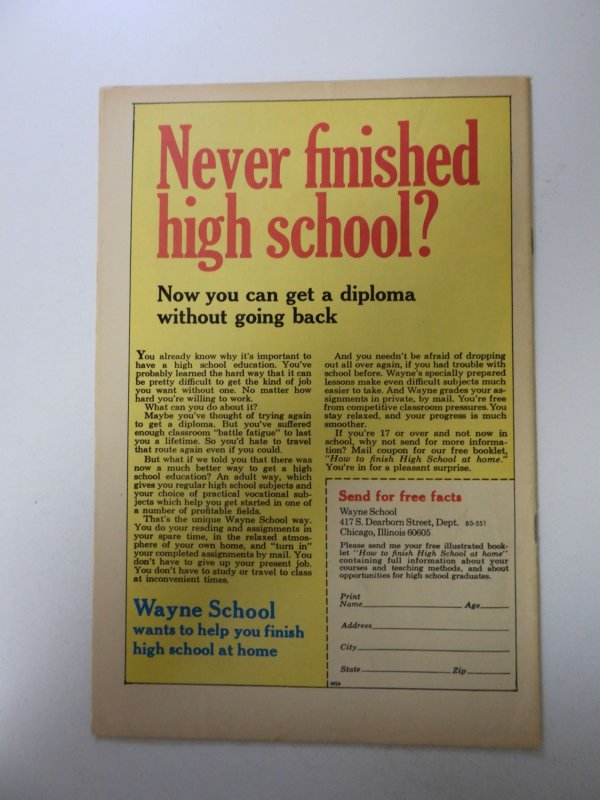 Never finished
high school?
Now you can get a diploma
without going back
You already know why it's important to
have a high school education. You've
probably learned the hard way that it can
be pretty difficult to get the kind of job
you want without one. No matter how
hard you're willing to work.
What can you do about it?
Maybe you've thought of trying again
to get a diploma. But you've suffered
enough classroom "battle fatigue" to last
you a lifetime. So you'd hate to travel
that route again even if you could.
But what if we told you that there was
now a much better way to get a high
school education? An adult way, which
gives you regular high school subjects and
your choice of practical vocational sub-
jects which help you get started in one of
a number of profitable fields.
That's the unique Wayne School way.
You do your reading and assignments in
your spare time, in the relaxed atmos-
phere of your own home, and "turn in"
your completed assignments by mail. You
don't have to give up your present job.
You don't have to study or travel to class
at inconvenient times.
Wayne School
wants to help you finish
high school at home
And you needn't be afraid of dropping
out all over again, if you had trouble with
school before. Wayne's specially prepared
lessons make even difficult subjects much
easier to take. And Wayne grades your as-
signments in private, by mail. You're free
from competitive classroom pressures. You
stay relaxed, and your progress is much
smoother.
If you're 17 or over and not now in
school, why not send for more informa-
tion? Mail coupon for our free booklet,
"How to finish High School at home."
You're in for a pleasant surprise.
Send for free facts
Wayne School
417 S. Dearborn Street, Dept. 80-551
Chicago, Illinois 60605
Please send me your free illustrated book-
let "How to finish High School at home"
containing full information about your
courses and teaching methods, and about
opportunities for high school graduates.
Print
Name Age
Address
City
State Zip
W24